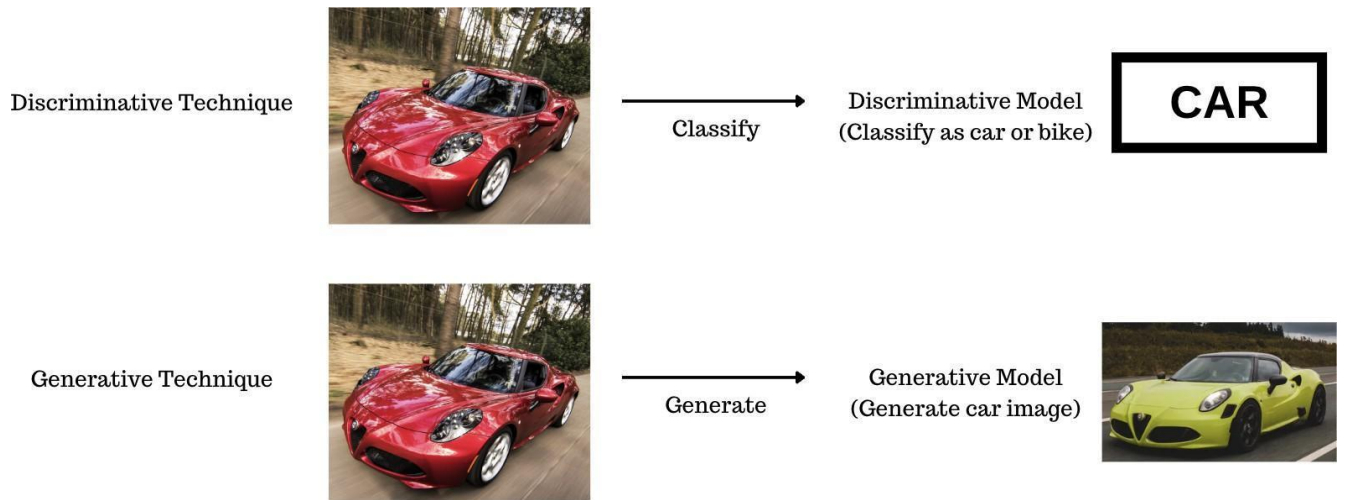 Discriminative Technique
Classify
Discriminative Model
(Classify as car or bike)
CAR
Generative Technique
Generate
Generative Model
(Generate car image)